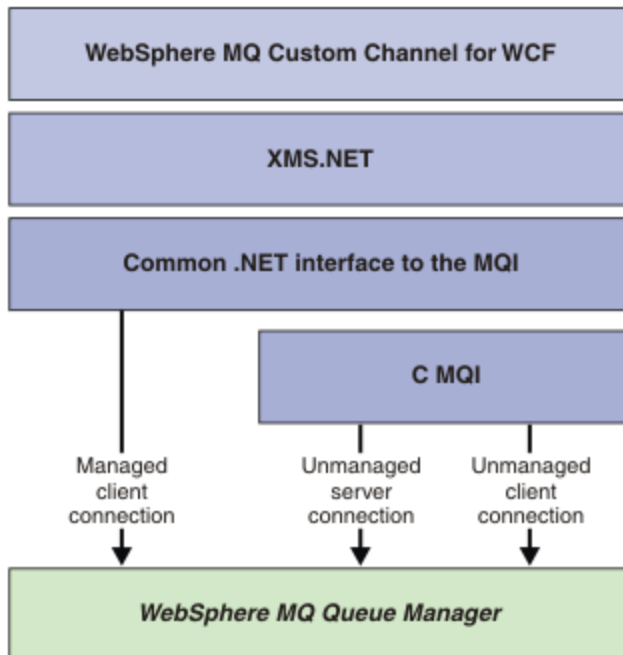 WebSphere MQ Custom Channel for WCF
XMS.NET
Common .NET interface to the MQI
C MQI
Managed
client
connection
Unmanaged
server
connection
Unmanaged
client
connection
WebSphere MQ Queue Manager